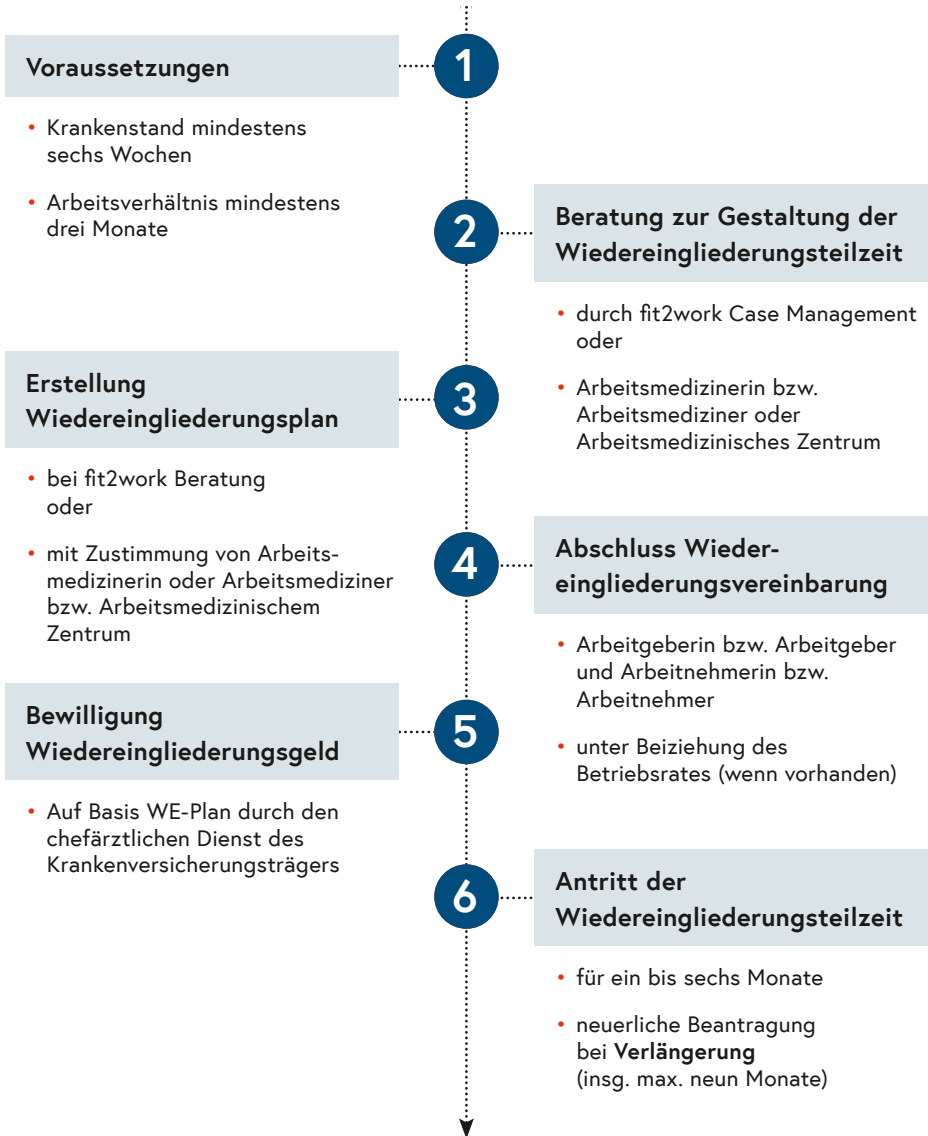 1
Voraussetzungen
• Krankenstand mindestens
sechs Wochen
• Arbeitsverhältnis mindestens
drei Monate
2
Beratung zur Gestaltung der
Wiedereingliederungsteilzeit
• durch fit2work Case Management
oder
• Arbeitsmedizinerin bzw.
Arbeitsmediziner oder
Arbeitsmedizinisches Zentrum
3
Erstellung
Wiedereingliederungsplan
• bei fit2work Beratung
oder
• mit Zustimmung von Arbeits-
medizinerin oder Arbeitsmediziner
bzw. Arbeitsmedizinischem
Zentrum
4
Abschluss Wieder-
eingliederungsvereinbarung
• Arbeitgeberin bzw. Arbeitgeber
und Arbeitnehmerin bzw.
Arbeitnehmer
• unter Beiziehung des
Betriebsrates (wenn vorhanden)
5
Bewilligung
Wiedereingliederungsgeld
• Auf Basis WE-Plan durch den
chefärztlichen Dienst des
Krankenversicherungsträgers
6
Antritt der
Wiedereingliederungsteilzeit
• für ein bis sechs Monate
• neuerliche Beantragung
bei Verlängerung
(insg. max. neun Monate)